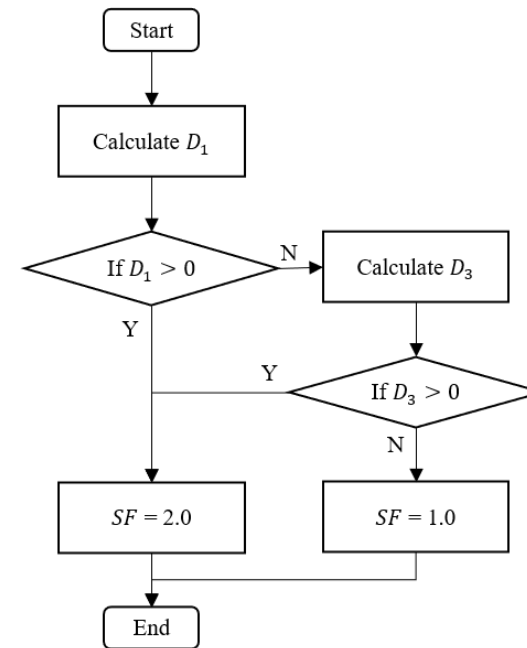 Start
Calculate D₁
If D₁ > 0
N
Calculate D₃
Y
Y
If D₃ > 0
N
SF = 2.0
SF = 1.0
End